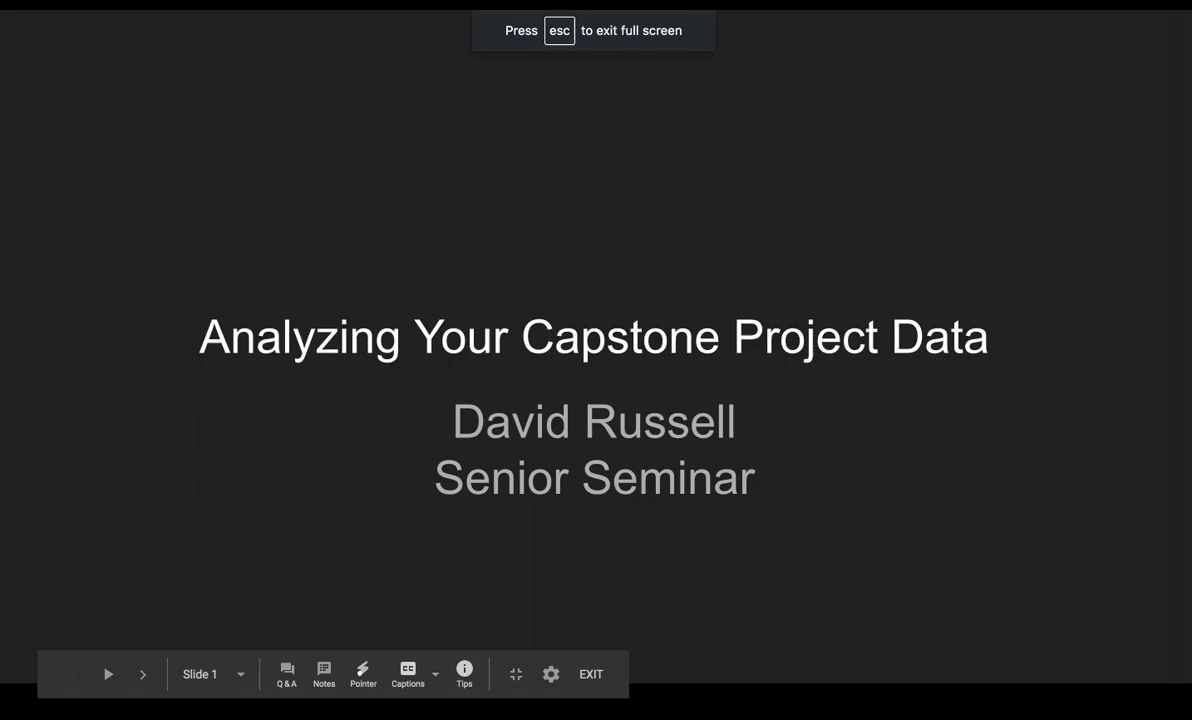 Press esc to exit full screen
Analyzing Your Capstone Project Data
David Russell
Senior Seminar
Slide 1
Q & A Notes Pointer Captions Tips EXIT
CC